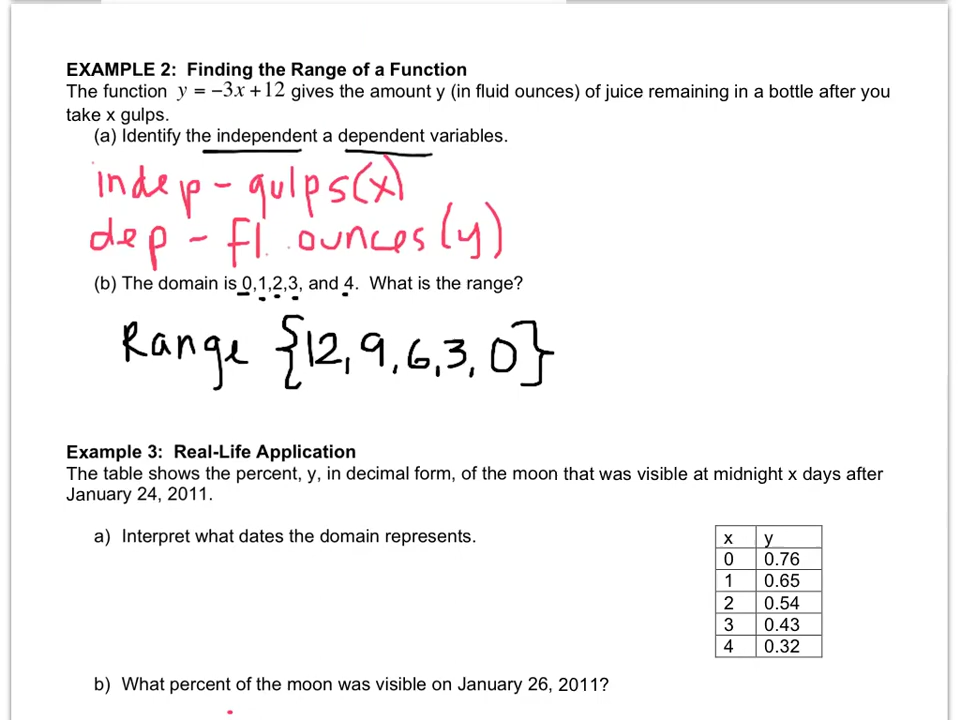 EXAMPLE 2: Finding the Range of a Function
The function y = −3x + 12 gives the amount y (in fluid ounces) of juice remaining in a bottle after you
take x gulps.
(a) Identify the independent a dependent variables.
indep - gulps (x)
dep - fl. ounces (y)
(b) The domain is 0,1,2,3, and 4. What is the range?
Range {12, 9, 6, 3, 0}
Example 3: Real-Life Application
The table shows the percent, y, in decimal form, of the moon that was visible at midnight x days after
January 24, 2011.
a) Interpret what dates the domain represents.
x y
0 0.76
1 0.65
2 0.54
3 0.43
4 0.32
b) What percent of the moon was visible on January 26, 2011?